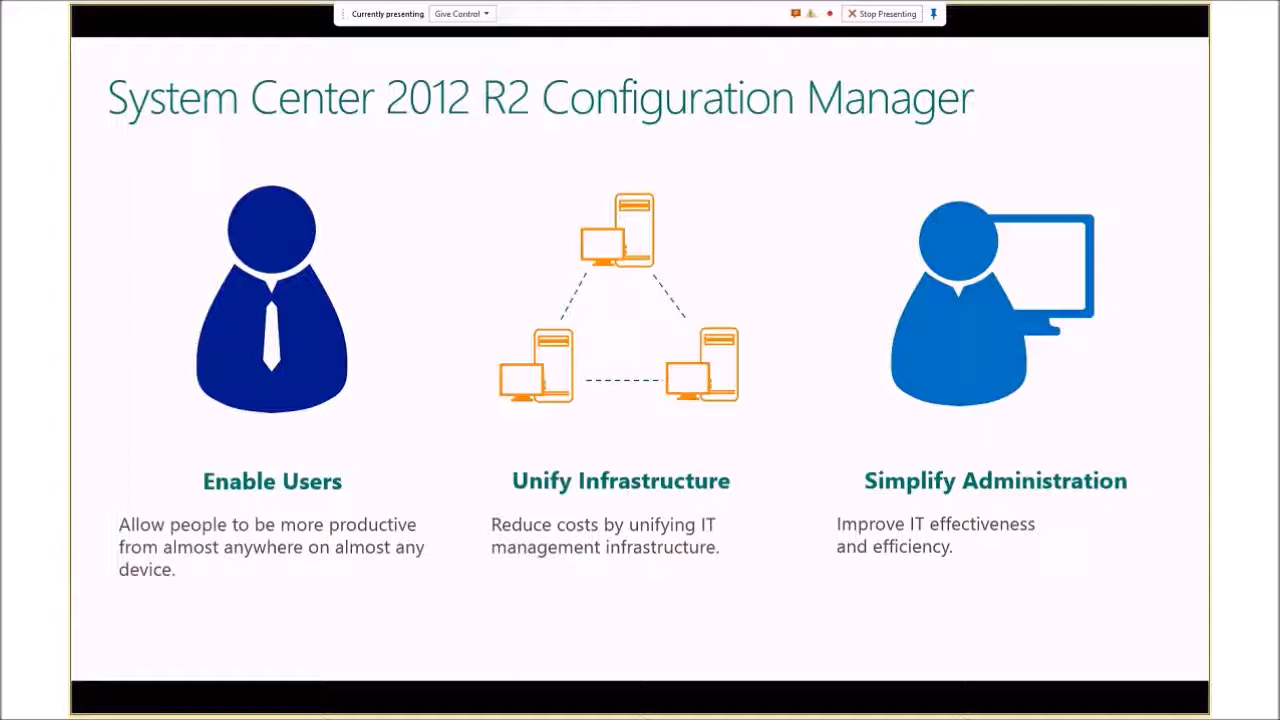 Currently presenting Give Control Stop Presenting
System Center 2012 R2 Configuration Manager
Enable Users
Allow people to be more productive
from almost anywhere on almost any
device.
Unify Infrastructure
Reduce costs by unifying IT
management infrastructure.
Simplify Administration
Improve IT effectiveness
and efficiency.